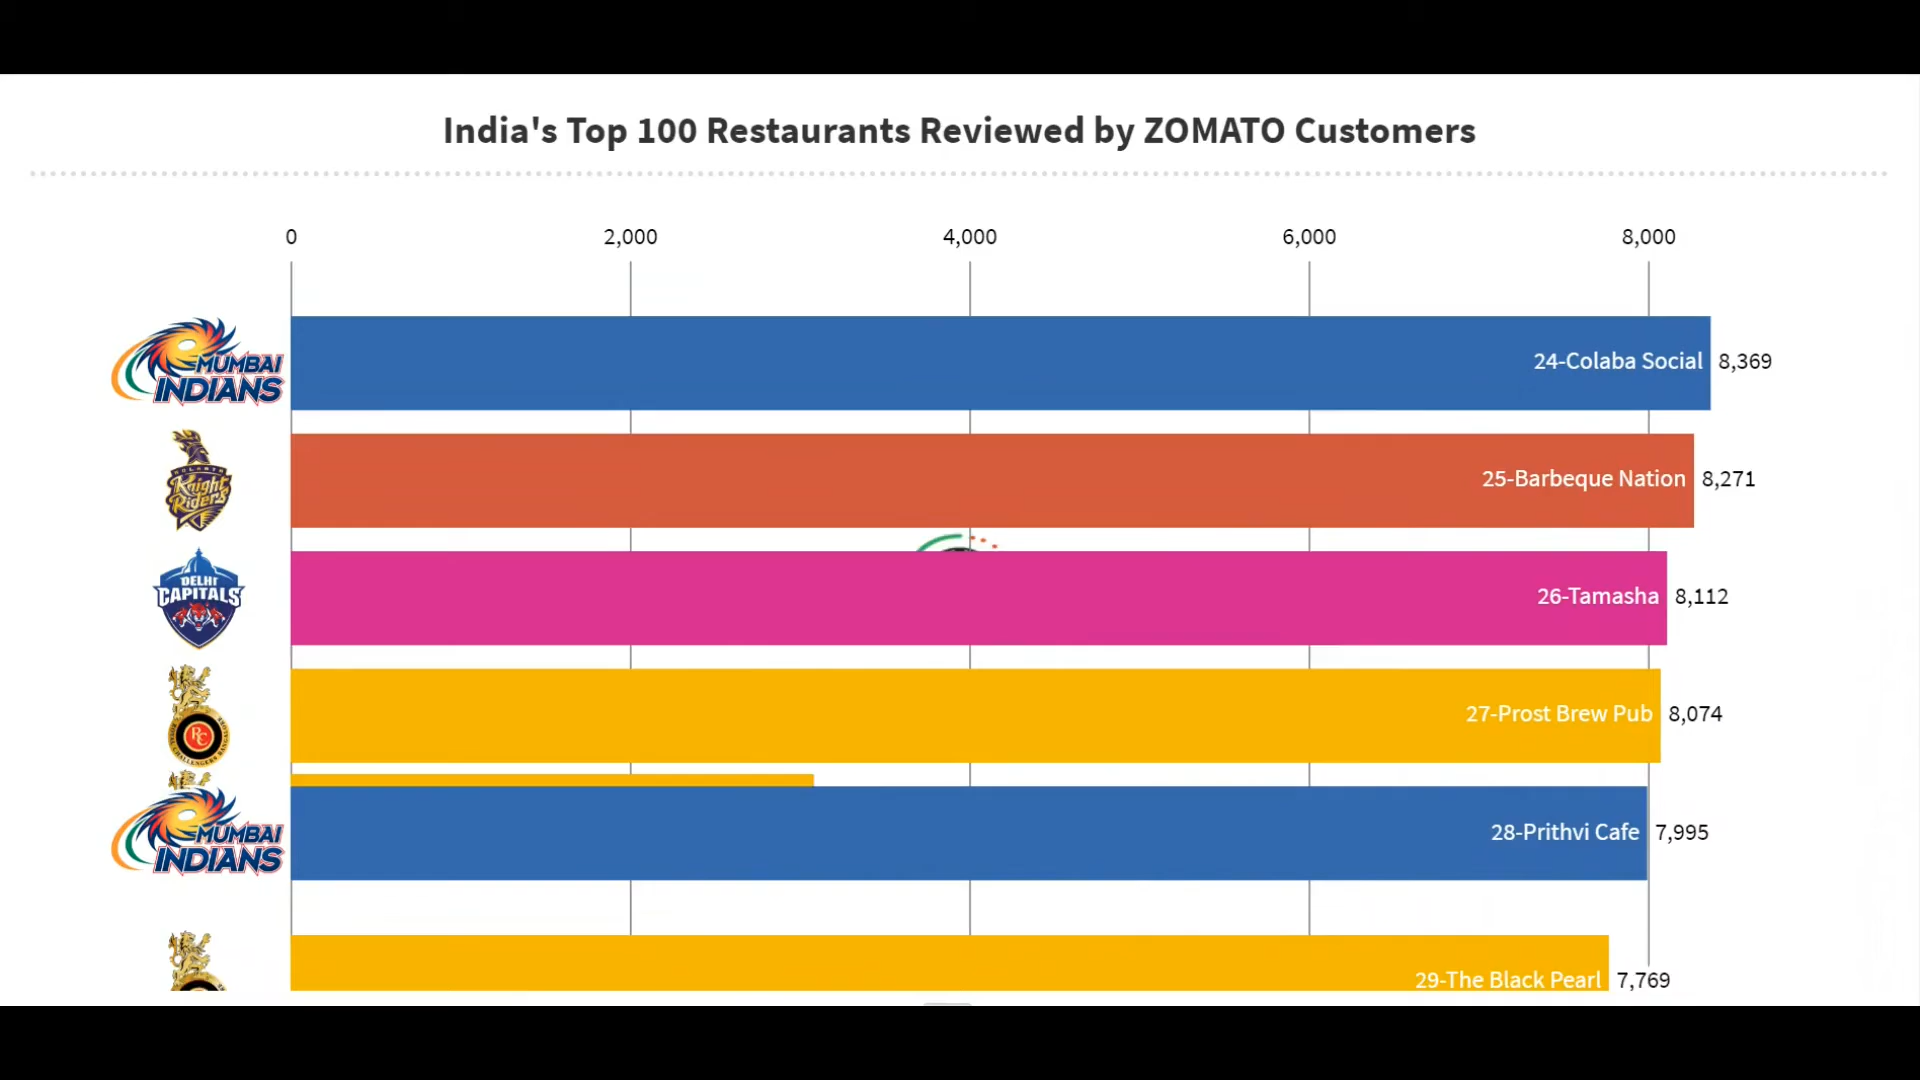 India's Top 100 Restaurants Reviewed by ZOMATO Customers
0 2,000 4,000 6,000 8,000
MUMBAI
INDIANS
24-Colaba Social 8,369
KOLKATA
Knight
Riders
25-Barbeque Nation 8,271
DELHI
CAPITALS
26-Tamasha 8,112
RC
27-Prost Brew Pub 8,074
MUMBAI
INDIANS
28-Prithvi Cafe 7,995
29-The Black Pearl 7,769